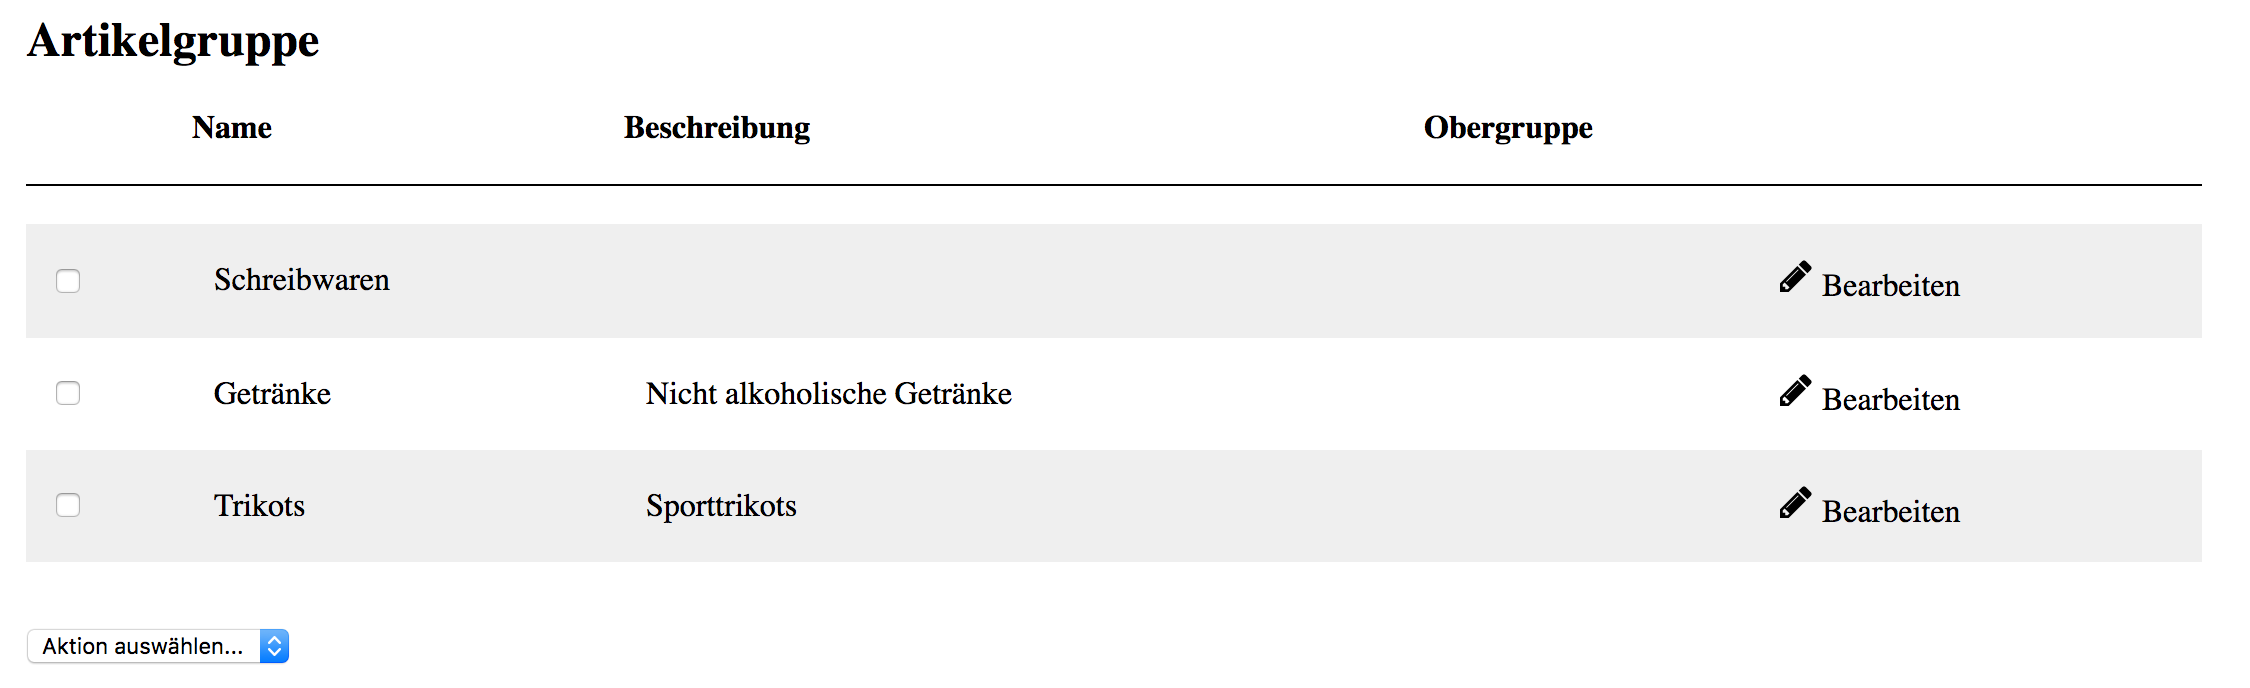 Artikelgruppe
Name Beschreibung Obergruppe
Schreibwaren Bearbeiten
Getränke Nicht alkoholische Getränke Bearbeiten
Trikots Sporttrikots Bearbeiten
Aktion auswählen...